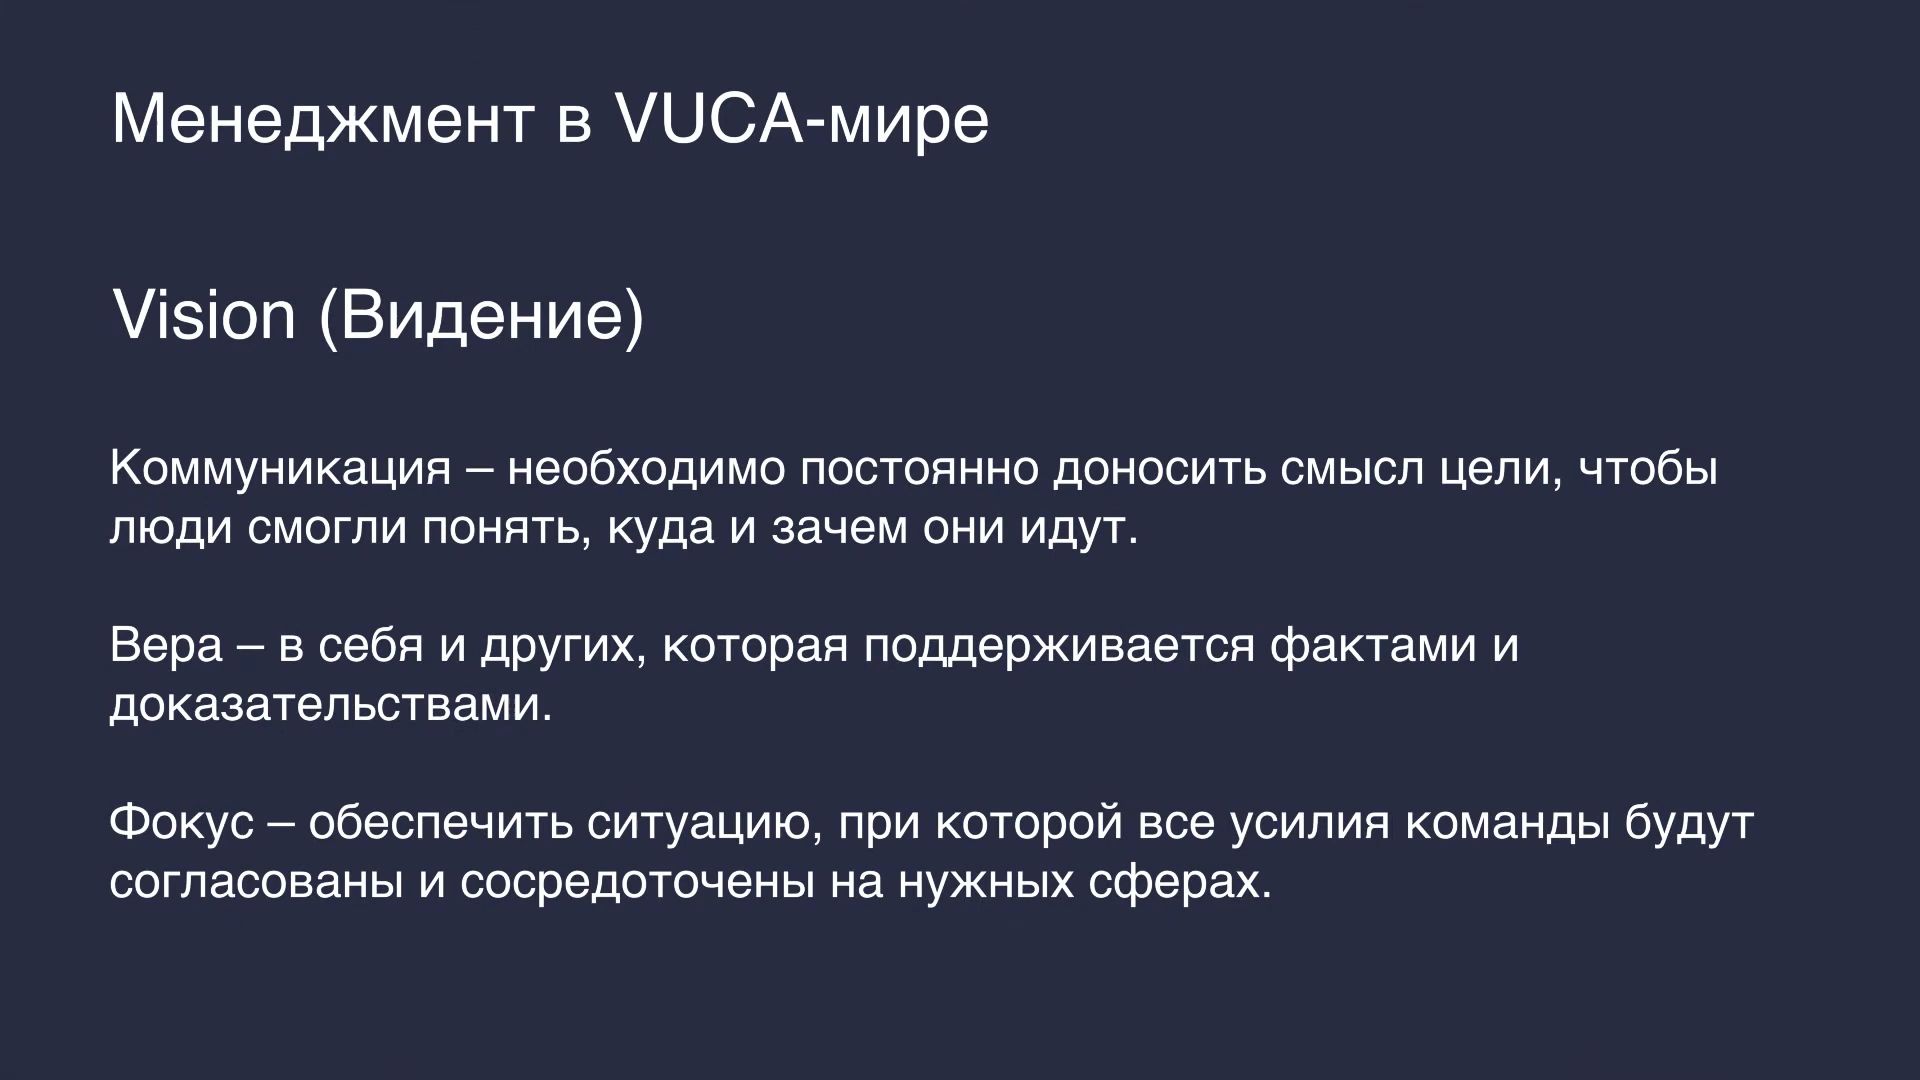 Менеджмент в VUCA-мире
Vision (Видение)
Коммуникация – необходимо постоянно доносить смысл цели, чтобы
люди смогли понять, куда и зачем они идут.
Вера – в себя и других, которая поддерживается фактами и
доказательствами.
Фокус – обеспечить ситуацию, при которой все усилия команды будут
согласованы и сосредоточены на нужных сферах.